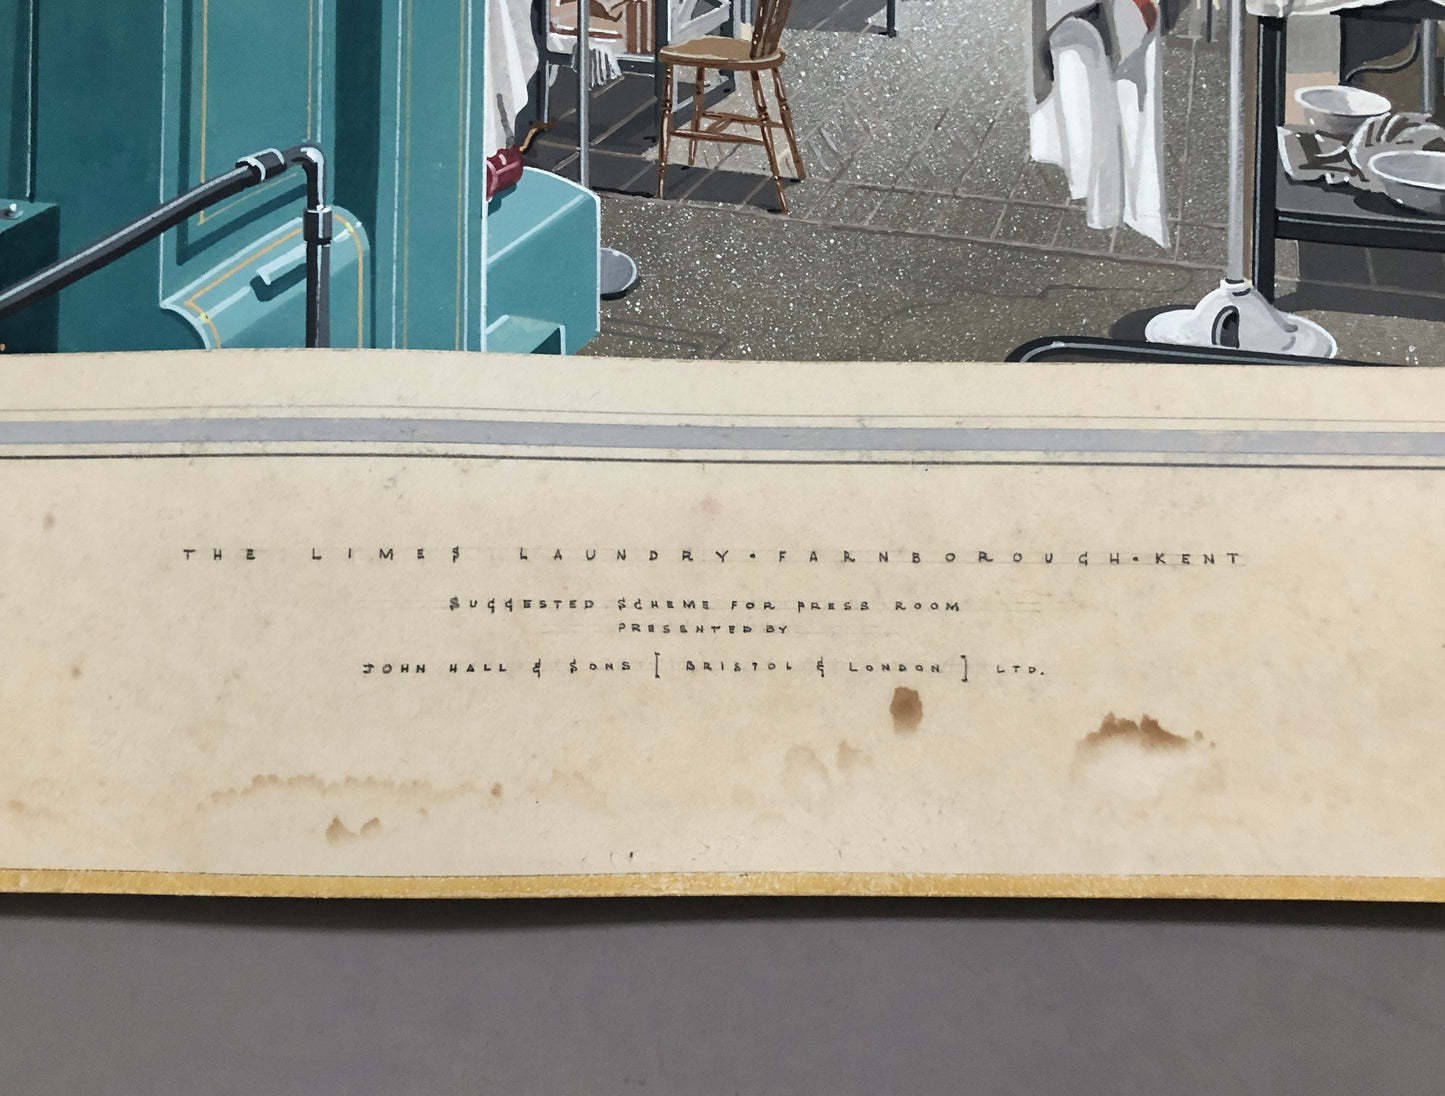 THE LIMES LAUNDRY · FARNBOROUGH · KENT
SUGGESTED SCHEME FOR PRESS ROOM
PRESENTED BY
JOHN HALL & SONS [ BRISTOL & LONDON ] LTD.